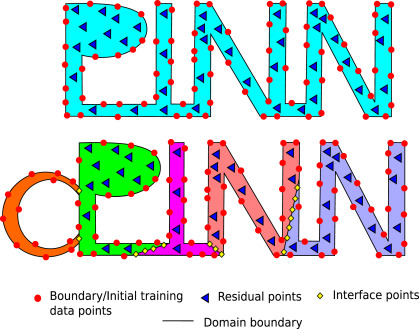 PINN
cPINN
Boundary/Initial training data points
Residual points
Interface points
Domain boundary